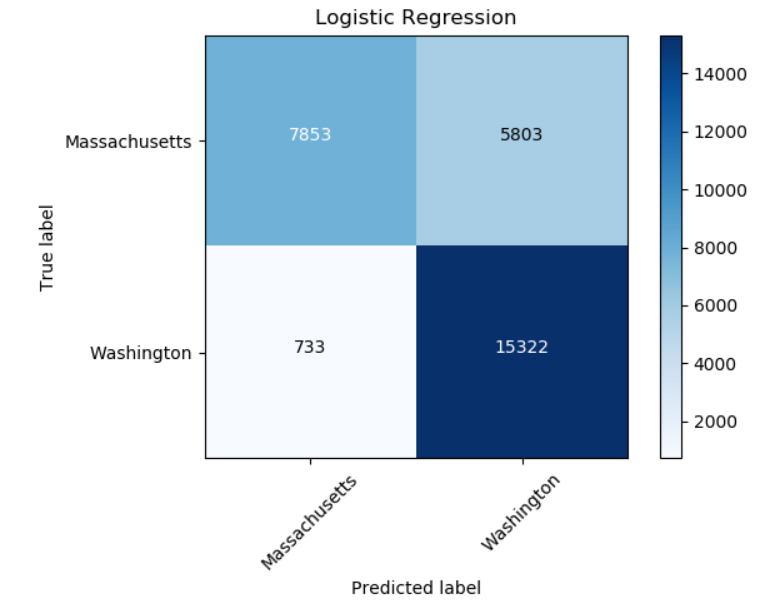 Logistic Regression
Massachusetts
7853
5803
Washington
733
15322
True label
Massachusetts
Washington
Predicted label
14000
12000
10000
8000
6000
4000
2000